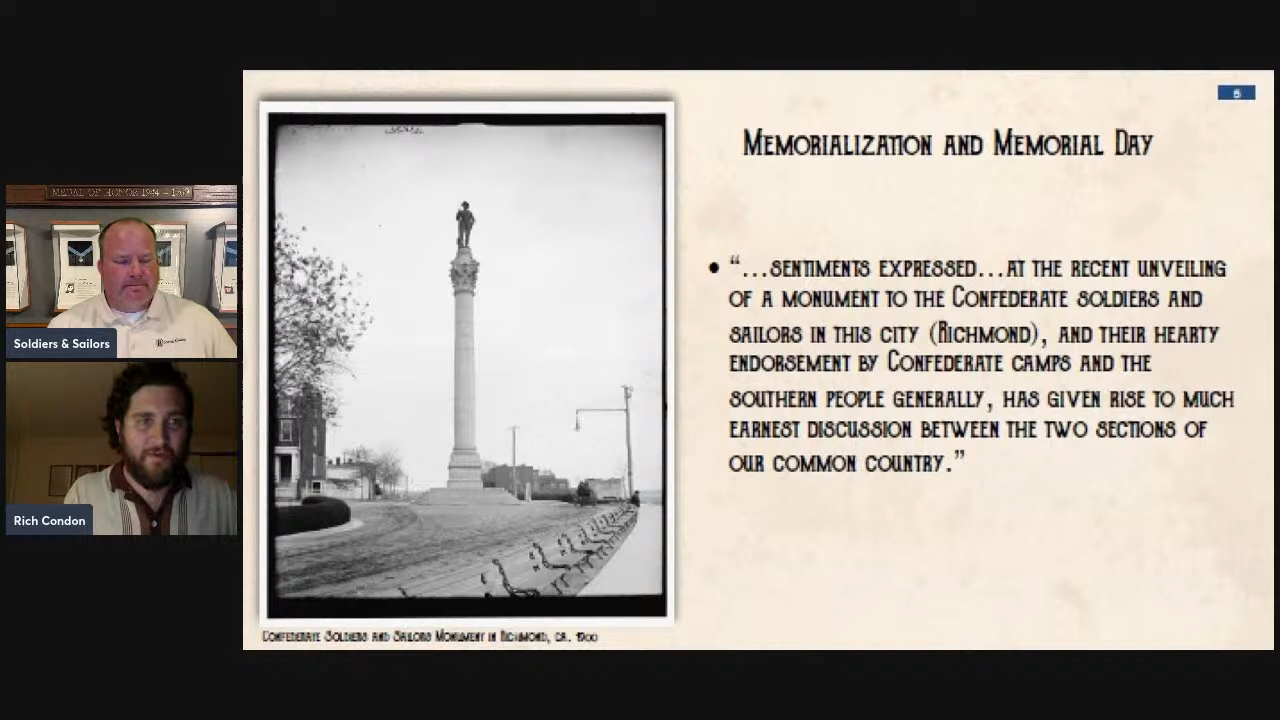 MEDAL OF HONOR 1944 - 1969
Soldiers & Sailors
Rich Condon
5
Memorialization and Memorial Day
• “...sentiments expressed...at the recent unveiling
of a monument to the Confederate soldiers and
sailors in this city (Richmond), and their hearty
endorsement by Confederate camps and the
southern people generally, has given rise to much
earnest discussion between the two sections of
our common country.”
Confederate Soldiers and Sailors Monument in Richmond, ca. 1900